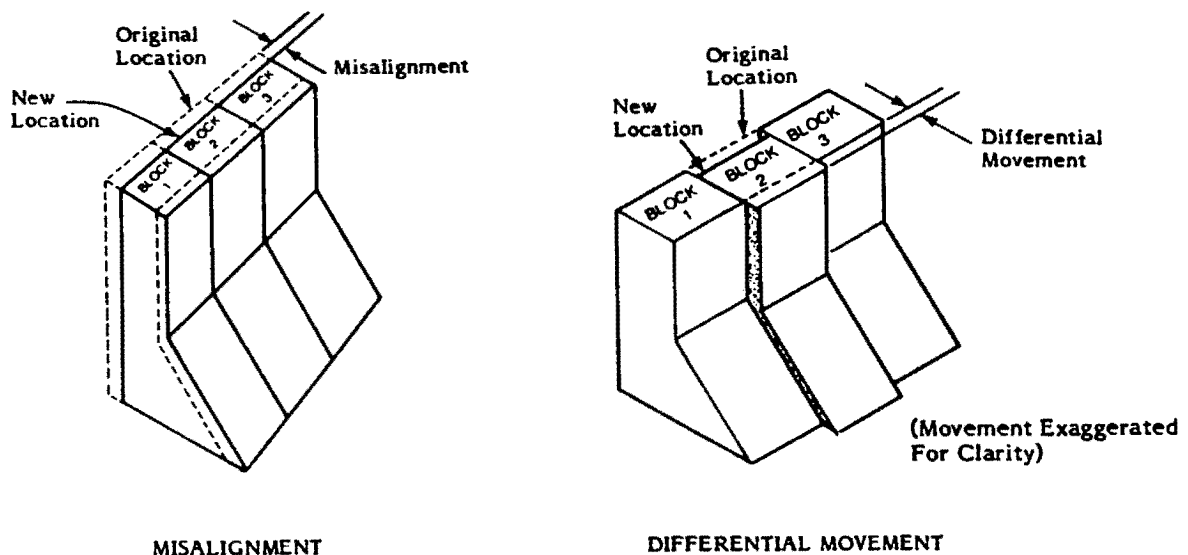 Original
Location
Misalignment
New
Location
BLOCK
3
BLOCK
2
BLOCK
1
MISALIGNMENT
Original
Location
New
Location
BLOCK
3
Differential
Movement
BLOCK
2
BLOCK
1
(Movement Exaggerated
For Clarity)
DIFFERENTIAL MOVEMENT